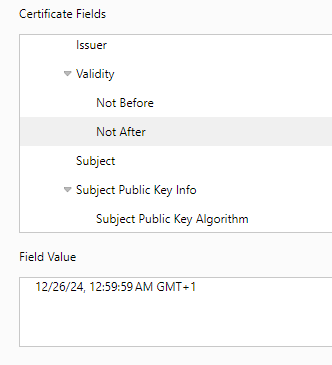 Certificate Fields
Issuer
Validity
Not Before
Not After
Subject
Subject Public Key Info
Subject Public Key Algorithm
Field Value
12/26/24, 12:59:59 AM GMT+1